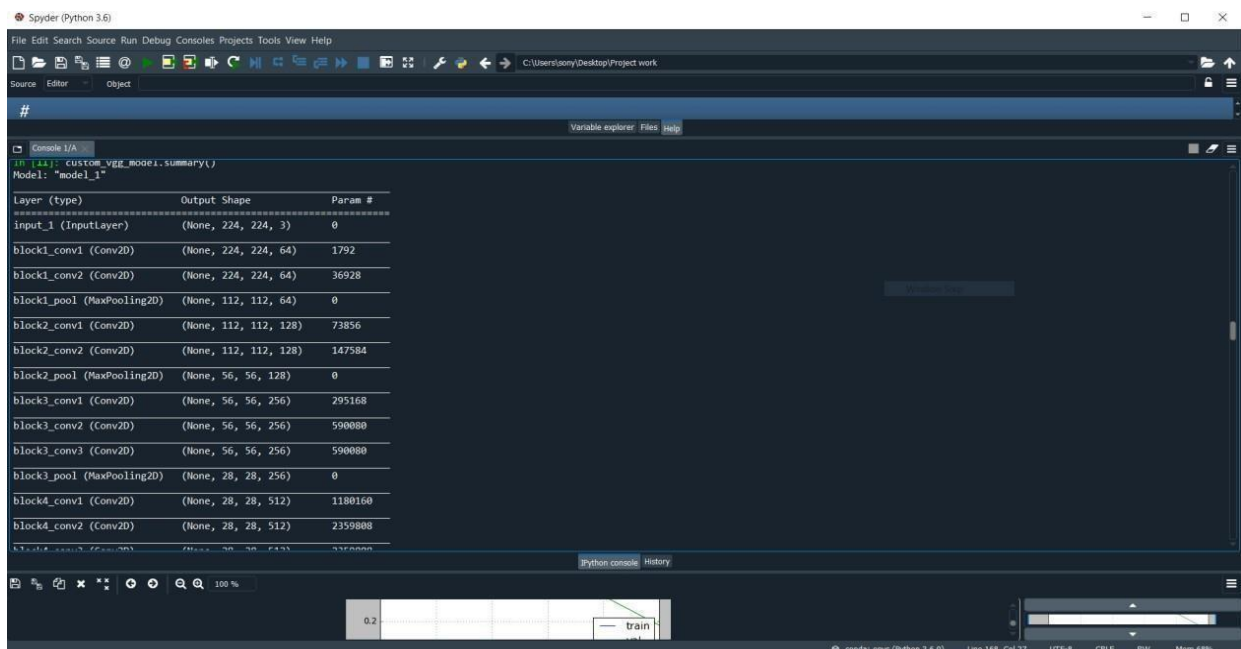 Spyder (Python 3.6)
File Edit Search Source Run Debug Consoles Projects Tools View Help
C:\Users\sony\Desktop\Project work
Source Editor Object
#
Variable explorer Files Help
Console 1/A
In [11]: custom_vgg_model.summary()
Model: "model_1"
Layer (type) Output Shape Param #
=================================================================
input_1 (InputLayer) (None, 224, 224, 3) 0
block1_conv1 (Conv2D) (None, 224, 224, 64) 1792
block1_conv2 (Conv2D) (None, 224, 224, 64) 36928
block1_pool (MaxPooling2D) (None, 112, 112, 64) 0
block2_conv1 (Conv2D) (None, 112, 112, 128) 73856
block2_conv2 (Conv2D) (None, 112, 112, 128) 147584
block2_pool (MaxPooling2D) (None, 56, 56, 128) 0
block3_conv1 (Conv2D) (None, 56, 56, 256) 295168
block3_conv2 (Conv2D) (None, 56, 56, 256) 590080
block3_conv3 (Conv2D) (None, 56, 56, 256) 590080
block3_pool (MaxPooling2D) (None, 28, 28, 256) 0
block4_conv1 (Conv2D) (None, 28, 28, 512) 1180160
block4_conv2 (Conv2D) (None, 28, 28, 512) 2359808
IPython console History
100 %
0.2
train